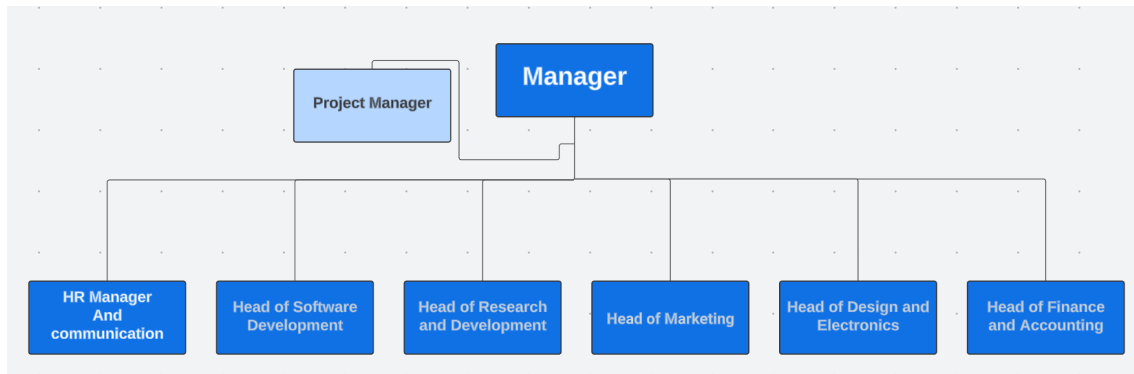 Manager
Project Manager
HR Manager
And
communication
Head of Software
Development
Head of Research
and Development
Head of Marketing
Head of Design and
Electronics
Head of Finance
and Accounting